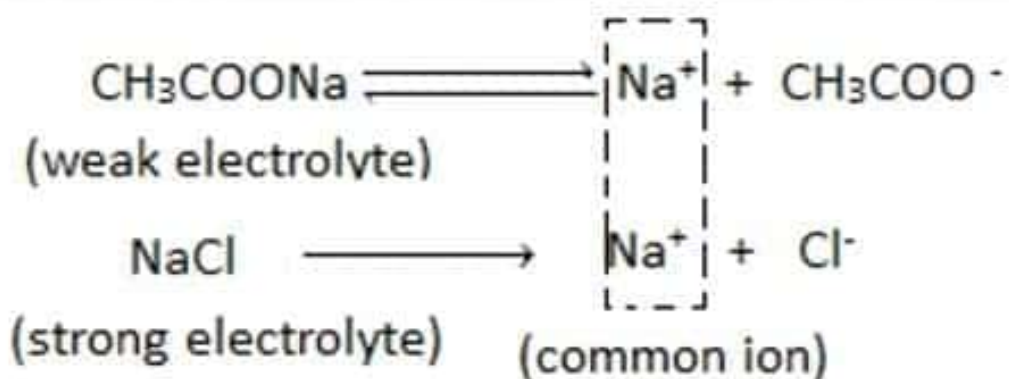 CH₃COONa ⇌ Na⁺ + CH₃COO⁻
(weak electrolyte)
NaCl ⟶ Na⁺ + Cl⁻
(strong electrolyte) (common ion)